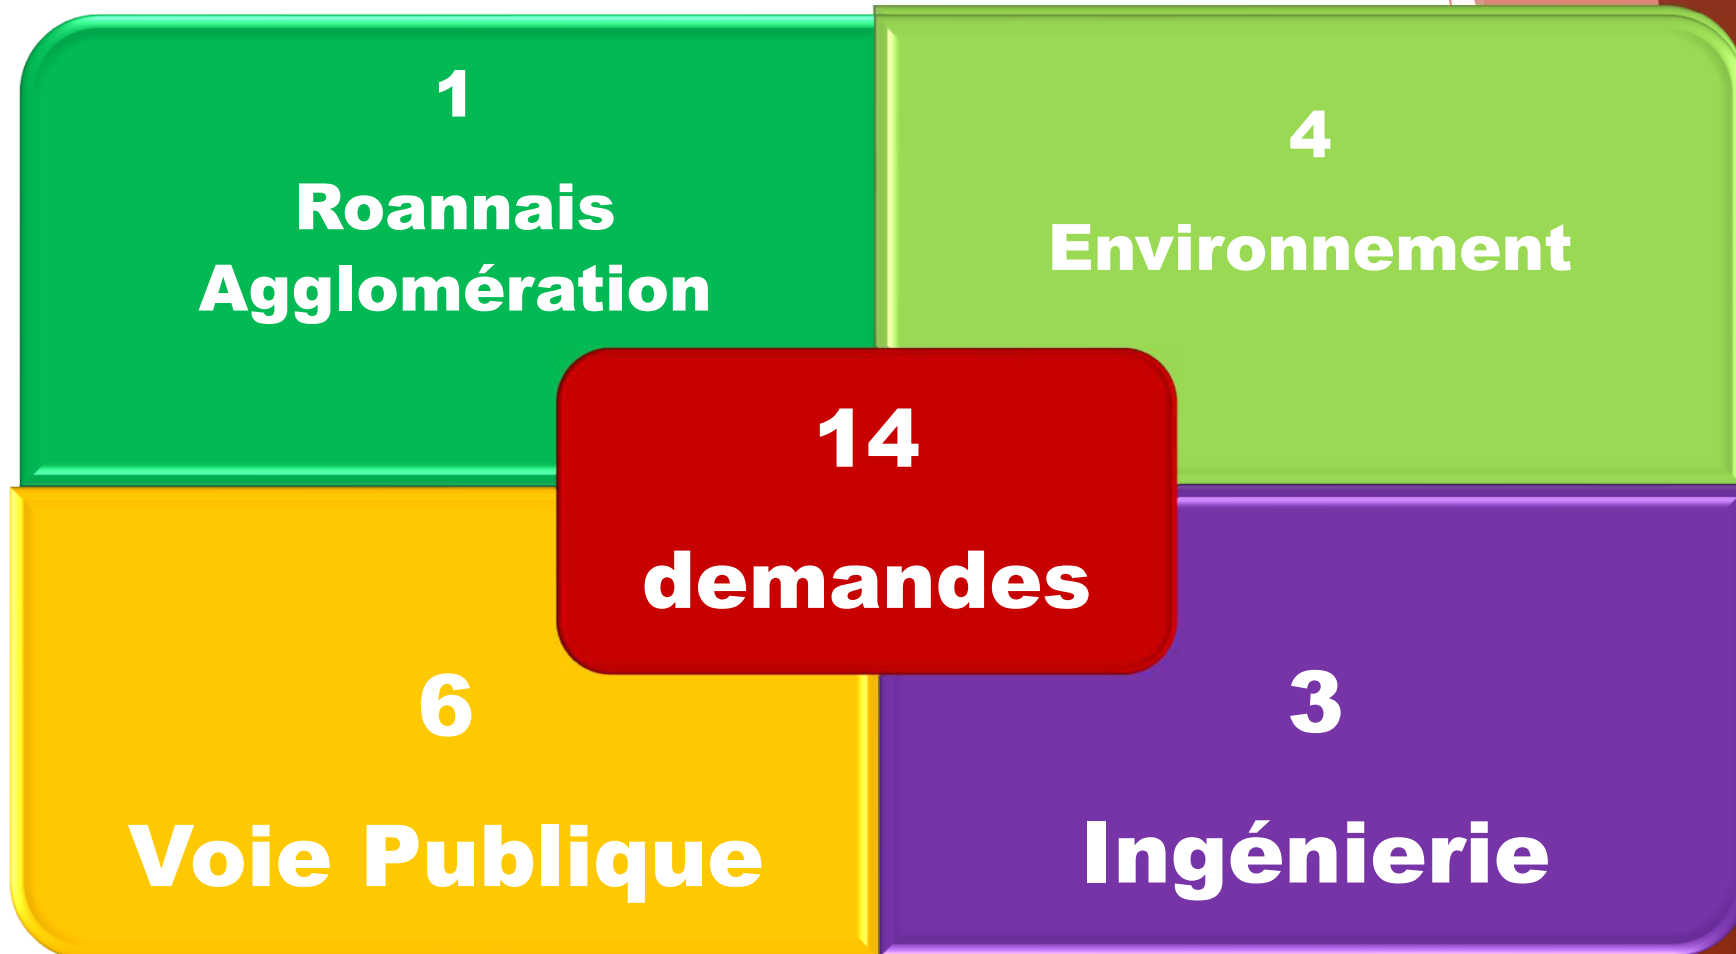 1
Roannais
Agglomération
4
Environnement
14
demandes
6
Voie Publique
3
Ingénierie